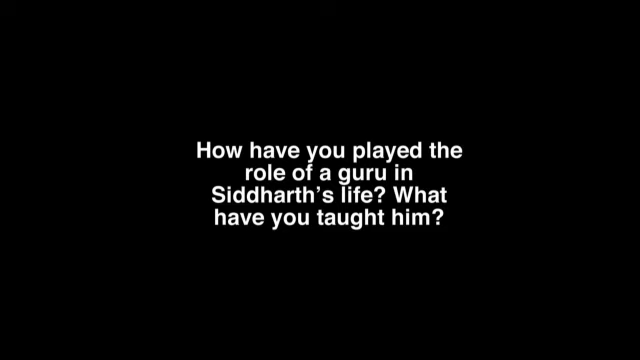 How have you played the
role of a guru in
Siddharth's life? What
have you taught him?